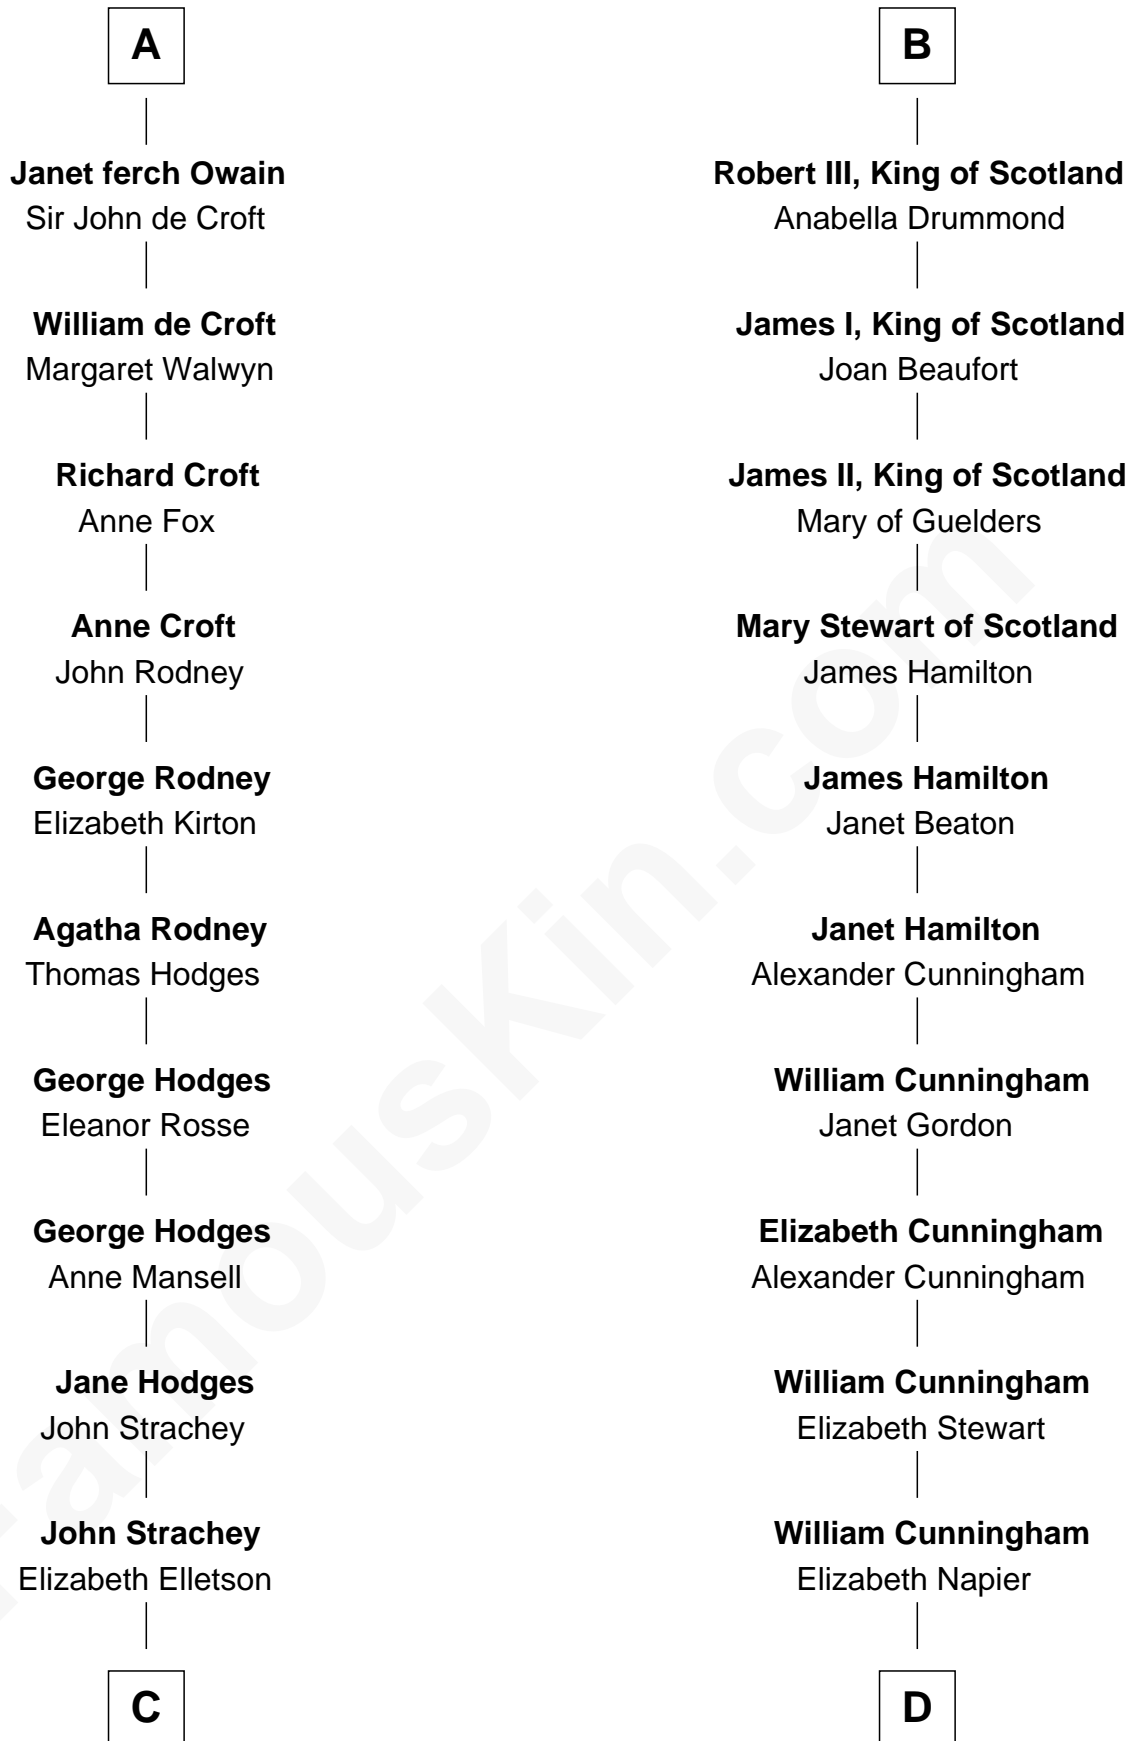 A
Janet ferch Owain
Sir John de Croft
William de Croft
Margaret Walwyn
Richard Croft
Anne Fox
Anne Croft
John Rodney
George Rodney
Elizabeth Kirton
Agatha Rodney
Thomas Hodges
George Hodges
Eleanor Rosse
George Hodges
Anne Mansell
Jane Hodges
John Strachey
John Strachey
Elizabeth Elletson
C
B
Robert III, King of Scotland
Anabella Drummond
James I, King of Scotland
Joan Beaufort
James II, King of Scotland
Mary of Guelders
Mary Stewart of Scotland
James Hamilton
James Hamilton
Janet Beaton
Janet Hamilton
Alexander Cunningham
William Cunningham
Janet Gordon
Elizabeth Cunningham
Alexander Cunningham
William Cunningham
Elizabeth Stewart
William Cunningham
Elizabeth Napier
D
FamousKin.com